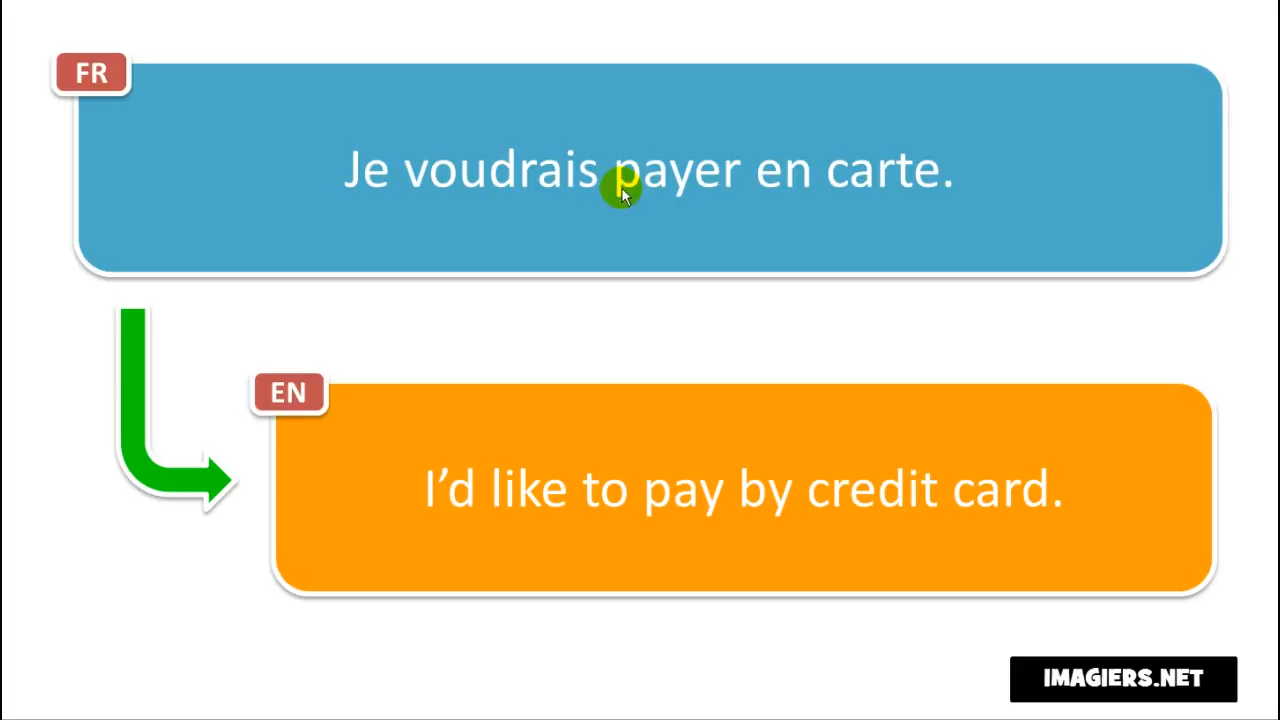 FR
Je voudrais payer en carte.
EN
I’d like to pay by credit card.
IMAGIERS.NET